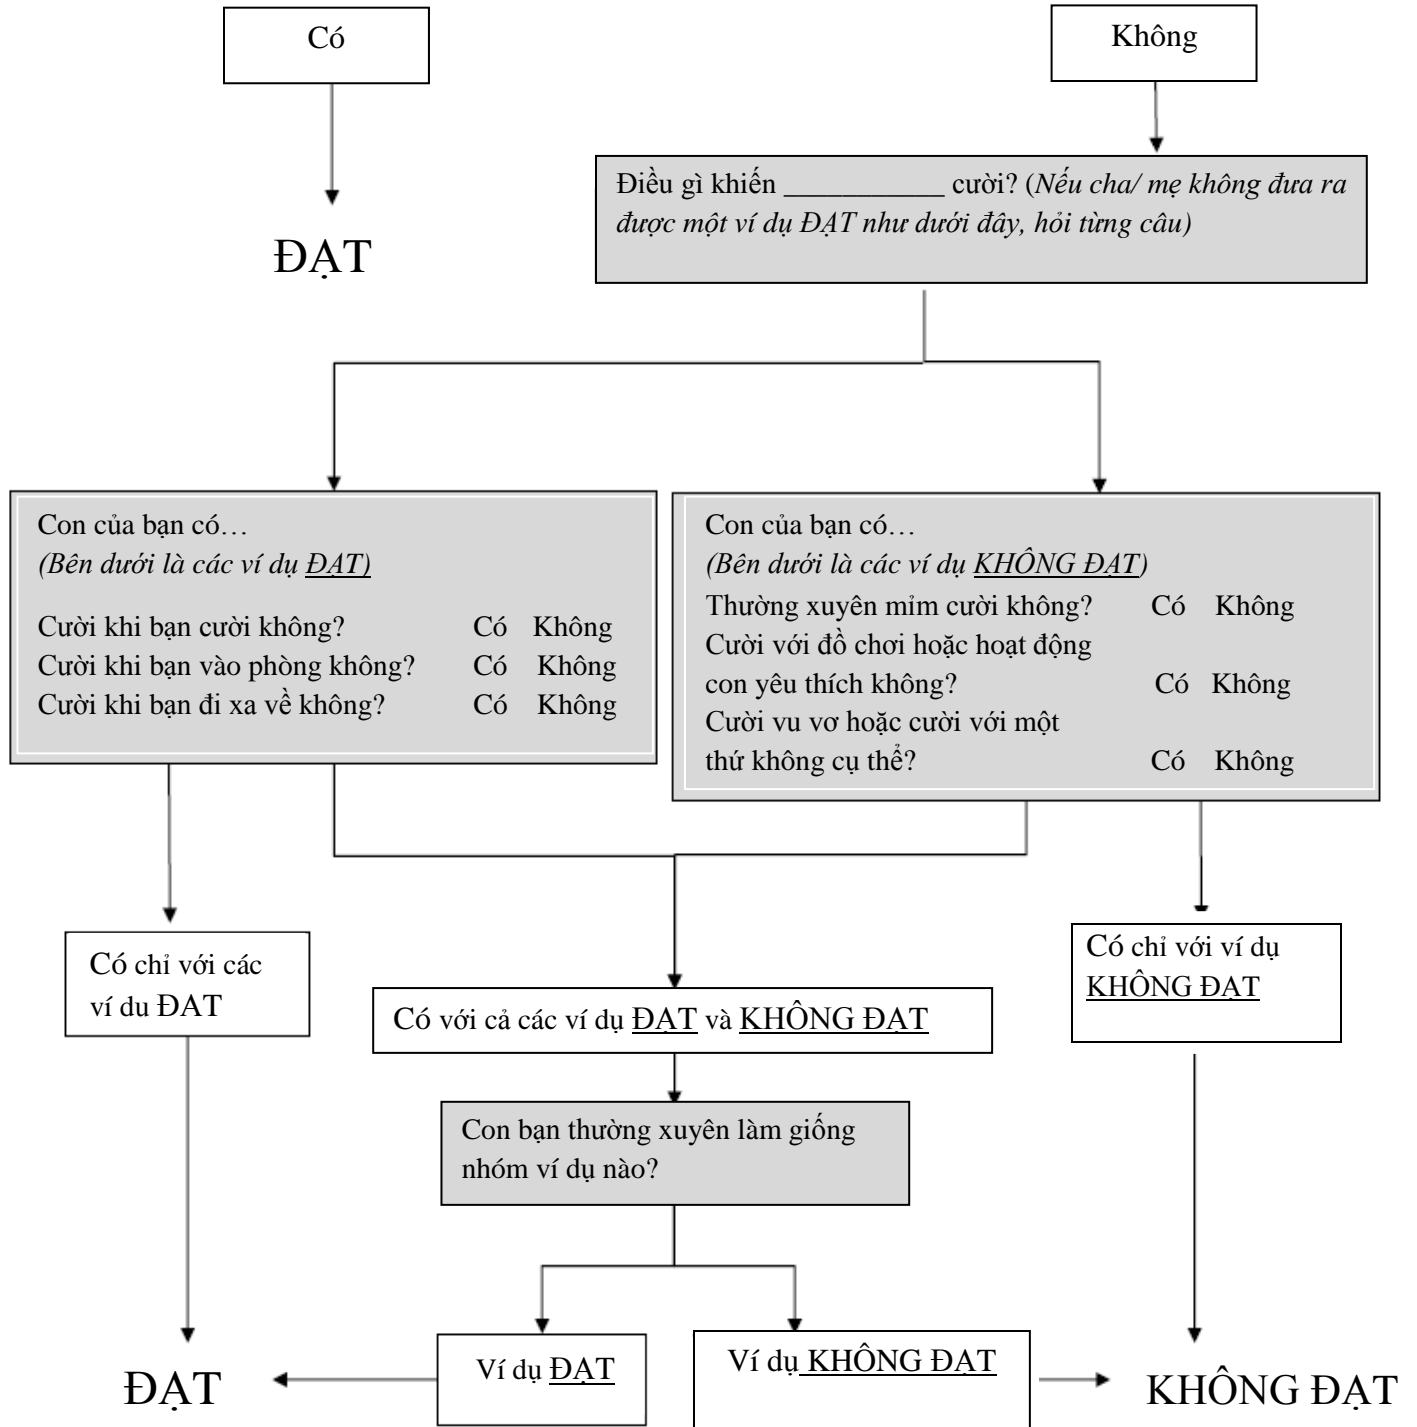 Có
Không
Điều gì khiến ___________ cười? (Nếu cha/ mẹ không đưa ra
được một ví dụ ĐẠT như dưới đây, hỏi từng câu)
ĐẠT
Con của bạn có…
(Bên dưới là các ví dụ ĐẠT)
Cười khi bạn cười không? Có Không
Cười khi bạn vào phòng không? Có Không
Cười khi bạn đi xa về không? Có Không
Con của bạn có…
(Bên dưới là các ví dụ KHÔNG ĐẠT)
Thường xuyên mỉm cười không? Có Không
Cười với đồ chơi hoặc hoạt động
con yêu thích không? Có Không
Cười vu vơ hoặc cười với một
thứ không cụ thể? Có Không
Có chỉ với các
ví dụ ĐẠT
Có với cả các ví dụ ĐẠT và KHÔNG ĐẠT
Có chỉ với ví dụ
KHÔNG ĐẠT
Con bạn thường xuyên làm giống
nhóm ví dụ nào?
Ví dụ ĐẠT
Ví dụ KHÔNG ĐẠT
ĐẠT
KHÔNG ĐẠT